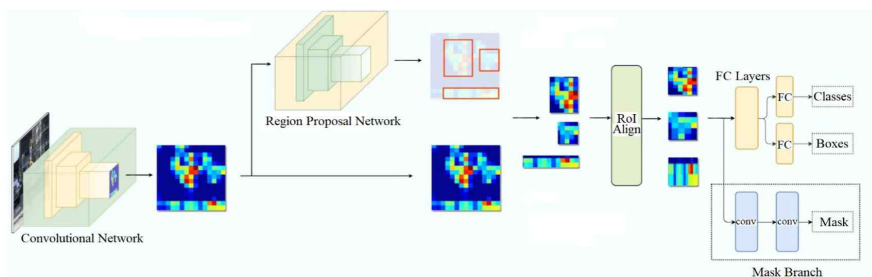 Convolutional Network
Region Proposal Network
RoI
Align
FC Layers
FC
Classes
FC
Boxes
conv
conv
Mask
Mask Branch